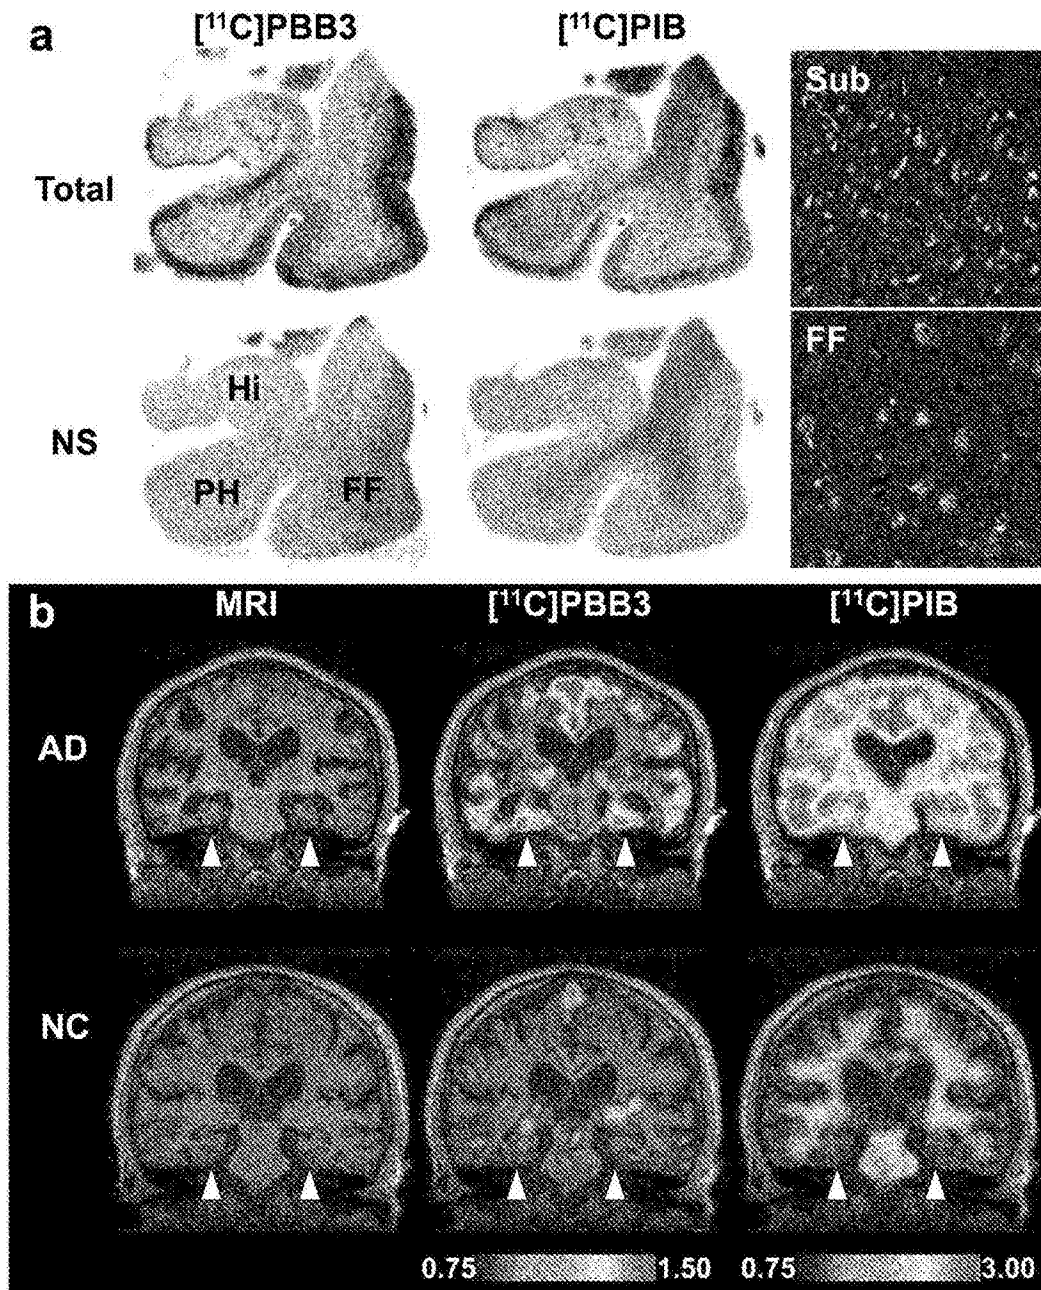 a
[¹¹C]PBB3
[¹¹C]PIB
Sub
Total
FF
Hi
NS
PH
FF
b
MRI
[¹¹C]PBB3
[¹¹C]PIB
AD
NC
0.75
1.50
0.75
3.00